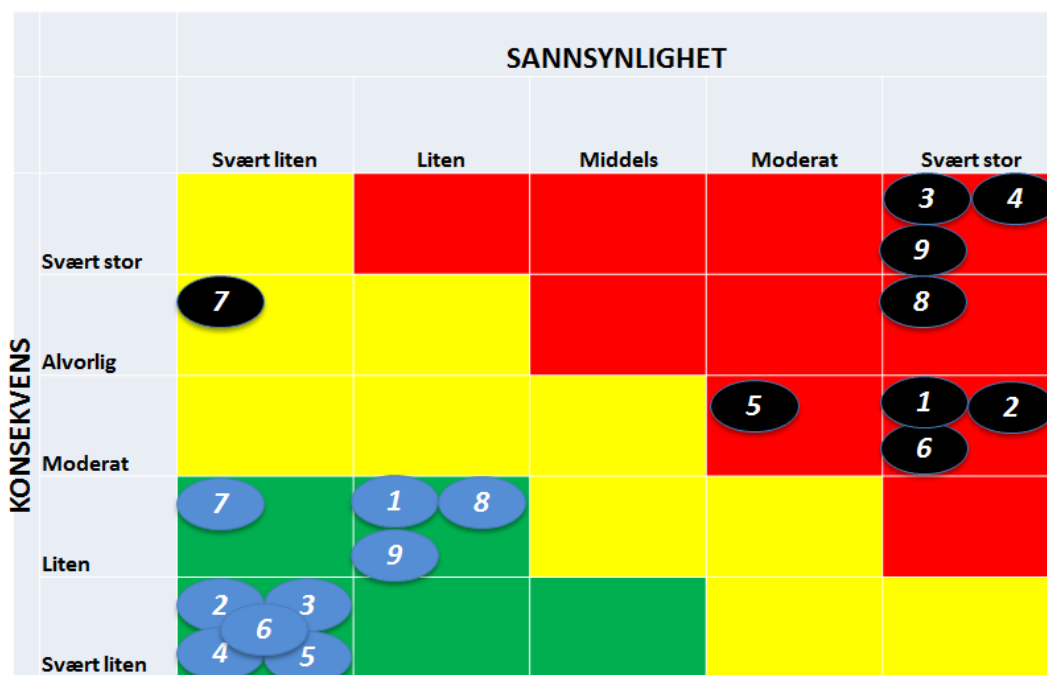 SANNSYNLIGHET
Svært liten Liten Middels Moderat Svært stor
3 4
9
Svært stor
7 8
Alvorlig
5 1 2
6
Moderat
KONSEKVENS
7 1 8
9
Liten
2 3
6
4 5
Svært liten